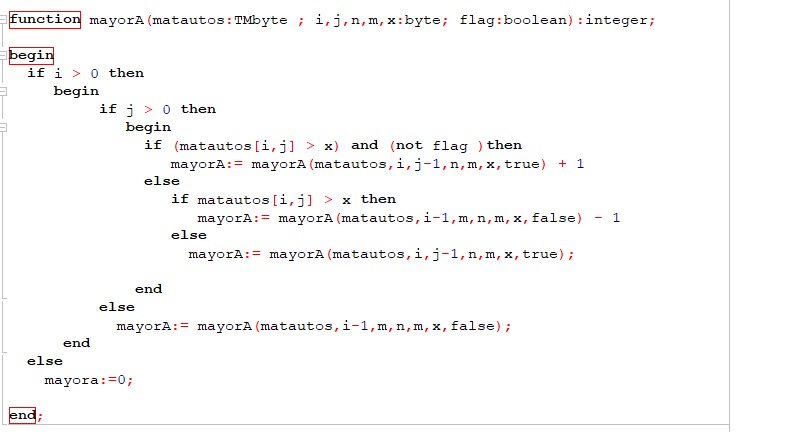 function mayorA(matautos:TMbyte ; i,j,n,m,x:byte; flag:boolean):integer;
begin
if i > 0 then
begin
if j > 0 then
begin
if (matautos[i,j] > x) and (not flag )then
mayorA:= mayorA(matautos,i,j-1,n,m,x,true) + 1
else
if matautos[i,j] > x then
mayorA:= mayorA(matautos,i-1,m,n,m,x,false) - 1
else
mayorA:= mayorA(matautos,i,j-1,n,m,x,true);
end
else
mayorA:= mayorA(matautos,i-1,m,n,m,x,false);
end
else
mayora:=0;
end;